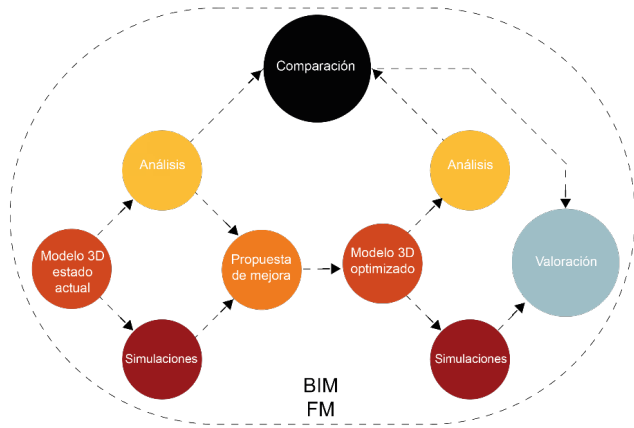 Comparación
Análisis
Análisis
Modelo 3D
estado
actual
Propuesta
de mejora
Modelo 3D
optimizado
Valoración
Simulaciones
Simulaciones
BIM
FM